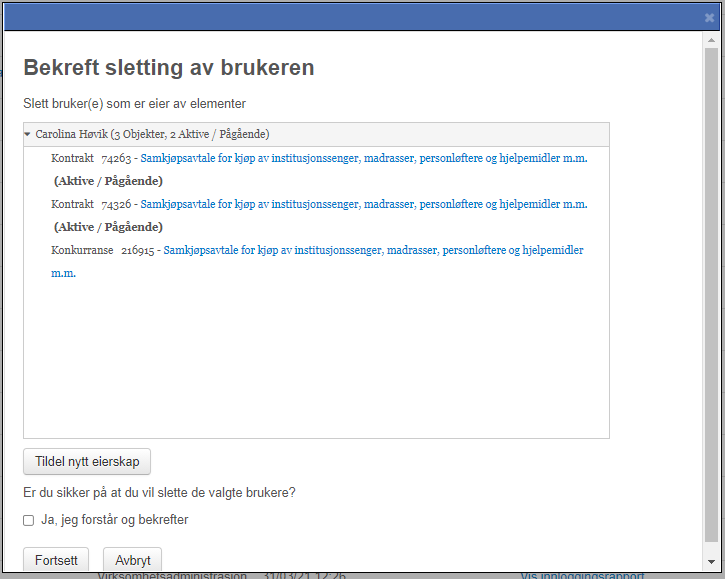 Bekreft sletting av brukeren
Slett bruker(e) som er eier av elementer
Carolina Høvik (3 Objekter, 2 Aktive / Pågående)
Kontrakt 74263 - Samkjøpsavtale for kjøp av institusjonssenger, madrasser, personløftere og hjelpemidler m.m.
(Aktive / Pågående)
Kontrakt 74326 - Samkjøpsavtale for kjøp av institusjonssenger, madrasser, personløftere og hjelpemidler m.m.
(Aktive / Pågående)
Konkurranse 216915 - Samkjøpsavtale for kjøp av institusjonssenger, madrasser, personløftere og hjelpemidler
m.m.
Tildel nytt eierskap
Er du sikker på at du vil slette de valgte brukere?
Ja, jeg forstår og bekrefter
Fortsett Avbryt
Virksomhetsadministrasjon 31/03/21 12:26 Vis innloggingsrapport